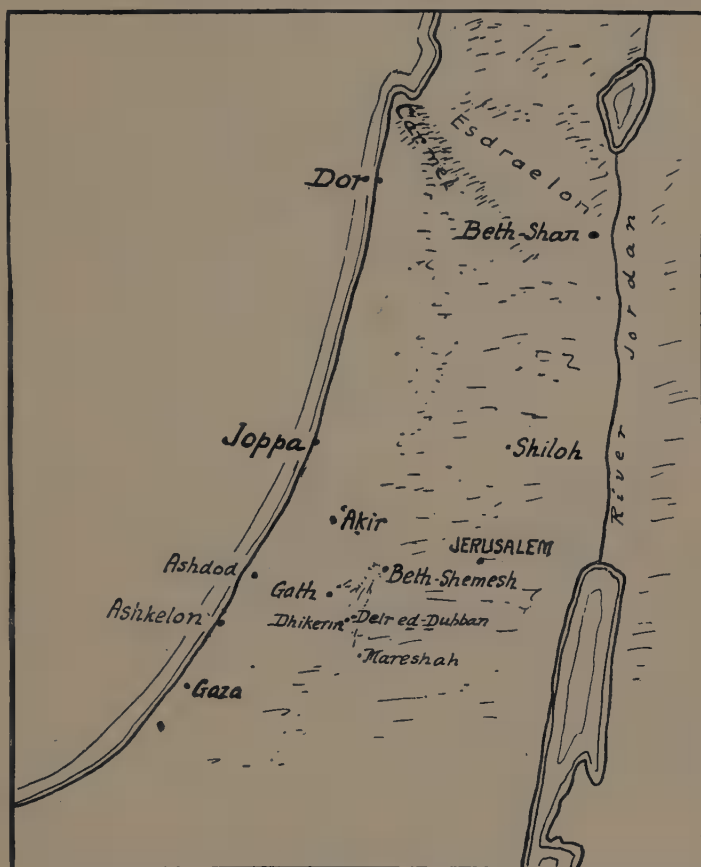 Carmel
Esdraelon
Dor
Beth-Shan
River Jordan
Joppa
Shiloh
'Akir
JERUSALEM
Ashdod
Beth-Shemesh
Gath
Ashkelon
Dhikerin
Deir ed-Dubban
Mareshah
Gaza